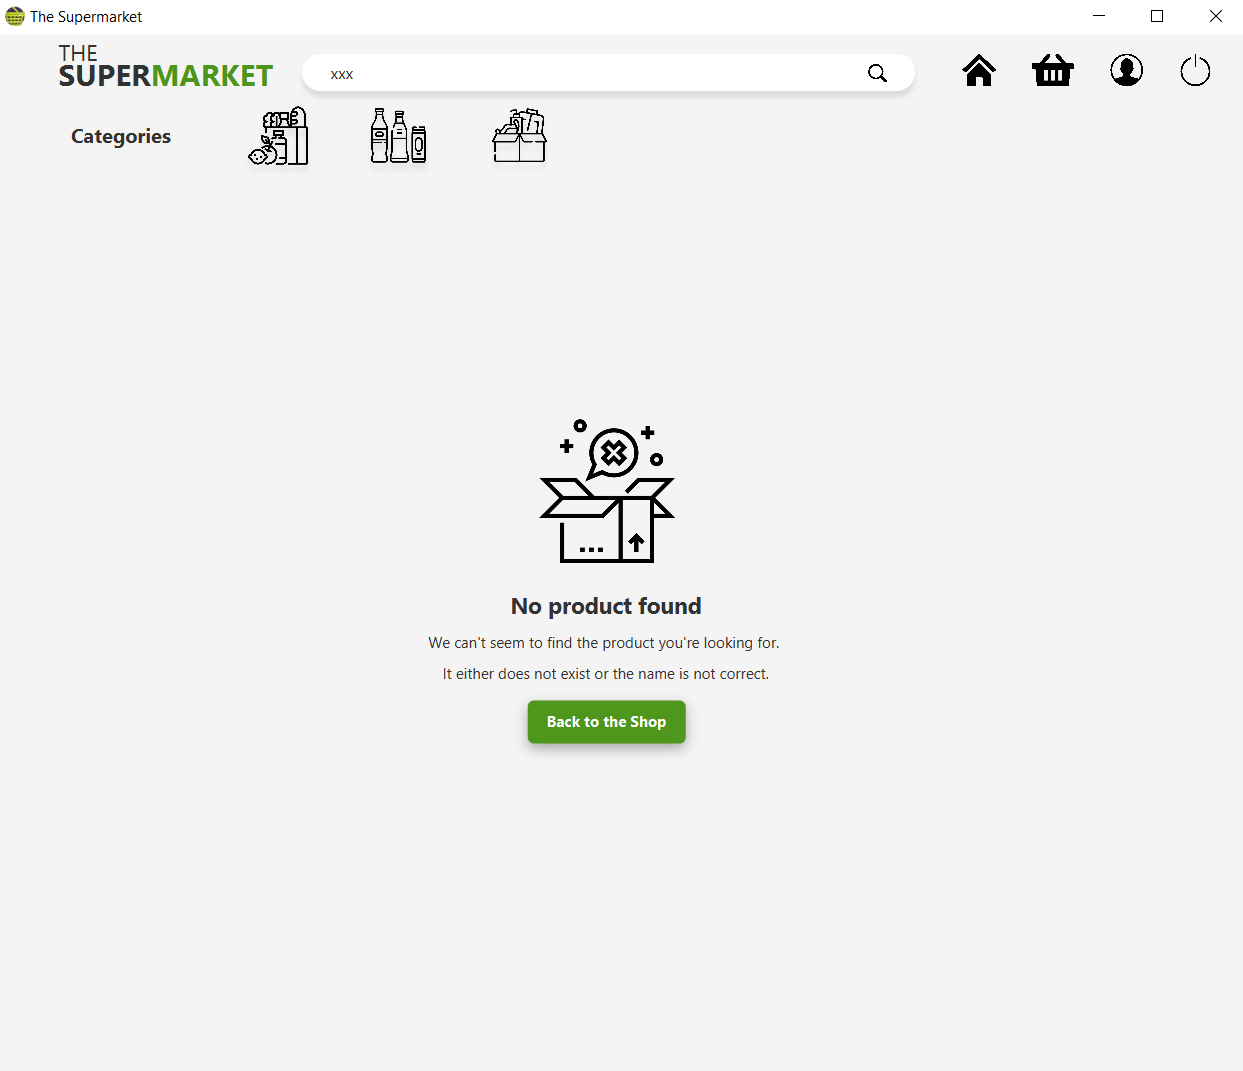 The Supermarket
THE
SUPERMARKET
xxx
Categories
No product found
We can't seem to find the product you're looking for.
It either does not exist or the name is not correct.
Back to the Shop